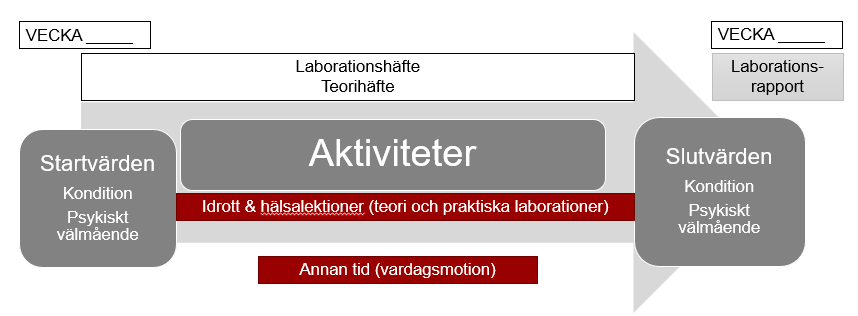 VECKA _____
VECKA _____
Laborationshäfte
Teorihäfte
Laborations-
rapport
Startvärden
Kondition
Psykiskt
välmående
Aktiviteter
Idrott & hälsalektioner (teori och praktiska laborationer)
Annan tid (vardagsmotion)
Slutvärden
Kondition
Psykiskt
välmående